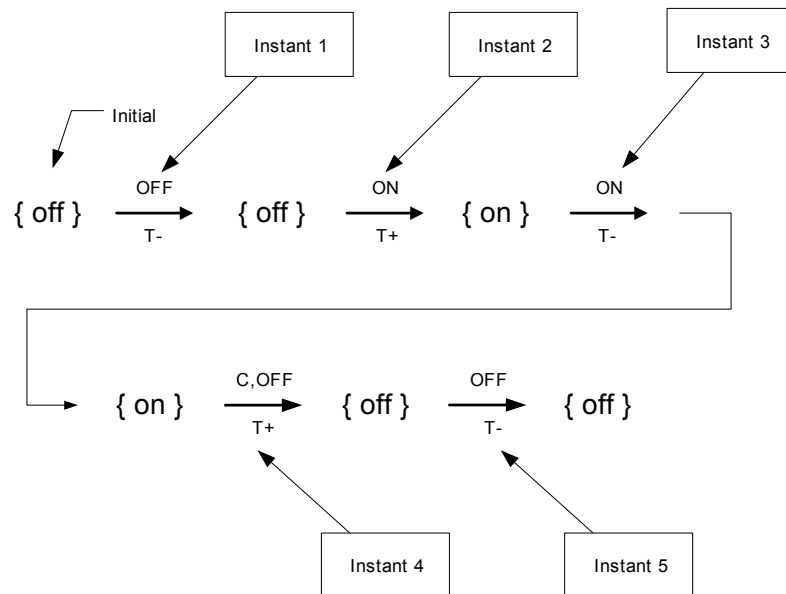 Instant 1
Instant 2
Instant 3
Initial
OFF
ON
ON
{ off }
{ off }
{ on }
T-
T+
T-
C,OFF
OFF
{ on }
{ off }
{ off }
T+
T-
Instant 4
Instant 5